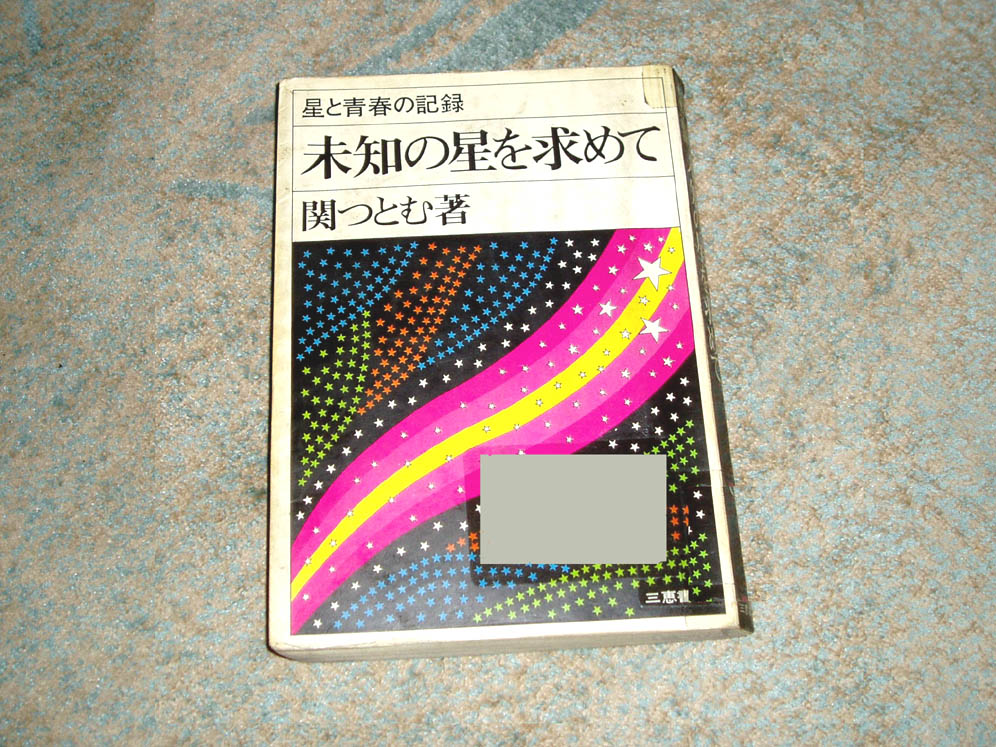 星と青春の記録
未知の星を求めて
関つとむ著
三恵書